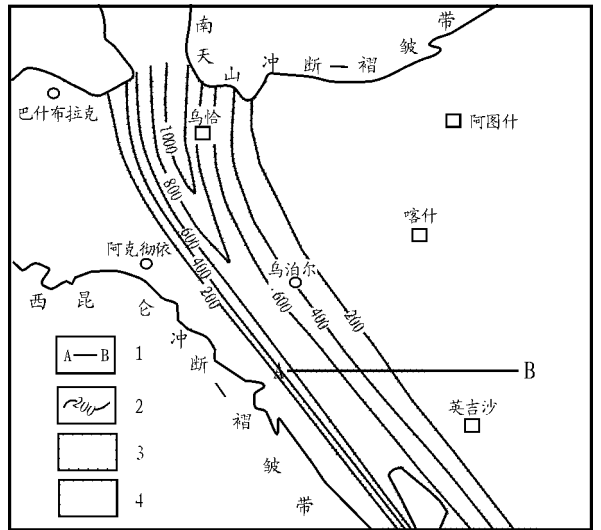 南天山冲断—褶皱带
巴什布拉克
乌恰
阿图什
喀什
阿克彻依
乌泊尔
英吉沙
西昆仑冲断—褶皱带
1000
800
600
400
200
600
400
200
A
B
A—B 1
200 2
3
4